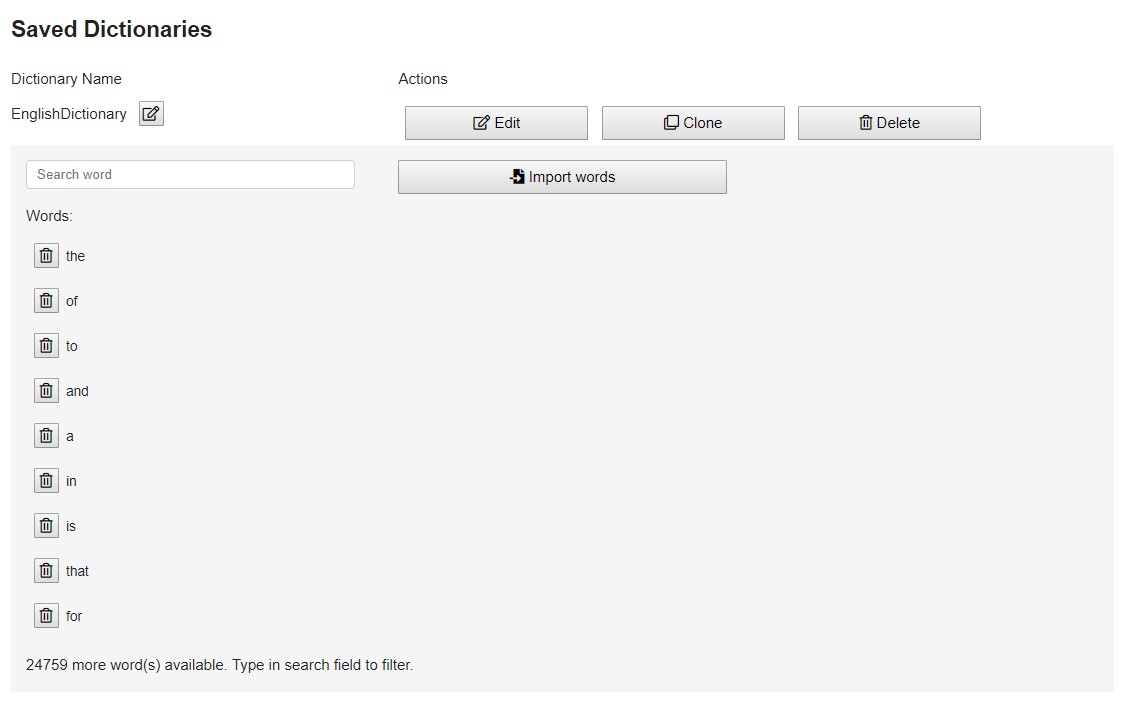 Saved Dictionaries
Dictionary Name
Actions
EnglishDictionary
Edit
Clone
Delete
Search word
Import words
Words:
the
of
to
and
a
in
is
that
for
24759 more word(s) available. Type in search field to filter.